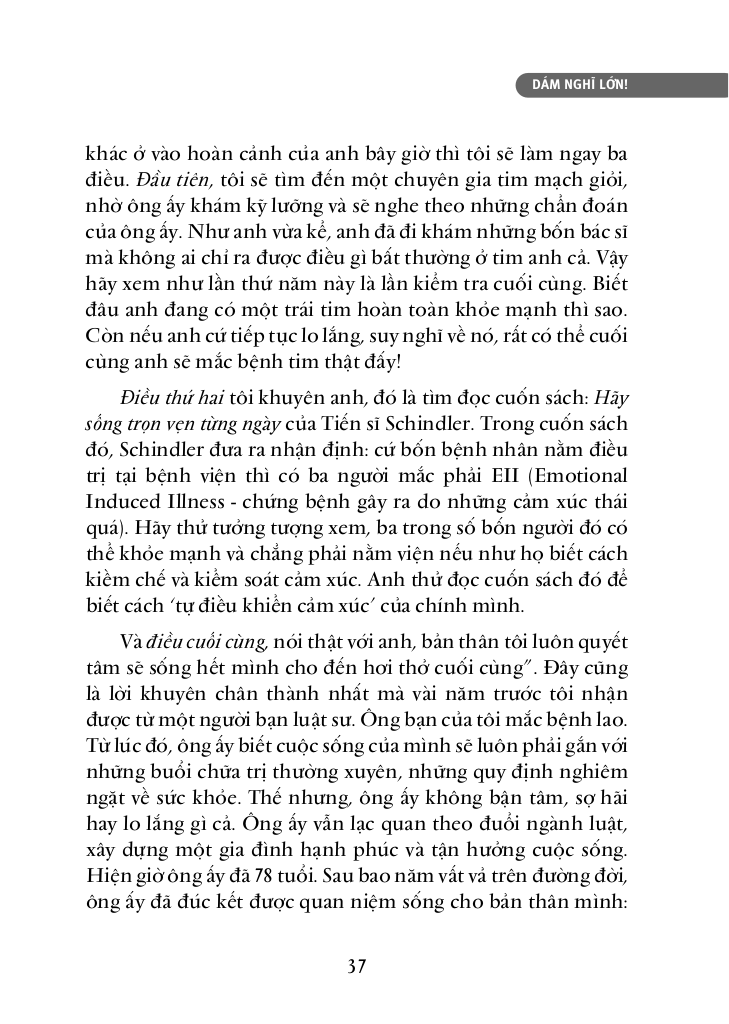 DÁM NGHĨ LỚN!
khác ở vào hoàn cảnh của anh bây giờ thì tôi sẽ làm ngay ba
điều. Đầu tiên, tôi sẽ tìm đến một chuyên gia tim mạch giỏi,
nhờ ông ấy khám kỹ lưỡng và sẽ nghe theo những chẩn đoán
của ông ấy. Như anh vừa kể, anh đã đi khám những bốn bác sĩ
mà không ai chỉ ra được điều gì bất thường ở tim anh cả. Vậy
hãy xem như lần thứ năm này là lần kiểm tra cuối cùng. Biết
đâu anh đang có một trái tim hoàn toàn khỏe mạnh thì sao.
Còn nếu anh cứ tiếp tục lo lắng, suy nghĩ về nó, rất có thể cuối
cùng anh sẽ mắc bệnh tim thật đấy!
Điều thứ hai tôi khuyên anh, đó là tìm đọc cuốn sách: Hãy
sống trọn vẹn từng ngày của Tiến sĩ Schindler. Trong cuốn sách
đó, Schindler đưa ra nhận định: cứ bốn bệnh nhân nằm điều
trị tại bệnh viện thì có ba người mắc phải EII (Emotional
Induced Illness - chứng bệnh gây ra do những cảm xúc thái
quá). Hãy thử tưởng tượng xem, ba trong số bốn người đó có
thể khỏe mạnh và chẳng phải nằm viện nếu như họ biết cách
kiềm chế và kiểm soát cảm xúc. Anh thử đọc cuốn sách đó để
biết cách ‘tự điều khiển cảm xúc’ của chính mình.
Và điều cuối cùng, nói thật với anh, bản thân tôi luôn quyết
tâm sẽ sống hết mình cho đến hơi thở cuối cùng”. Đây cũng
là lời khuyên chân thành nhất mà vài năm trước tôi nhận
được từ một người bạn luật sư. Ông bạn của tôi mắc bệnh lao.
Từ lúc đó, ông ấy biết cuộc sống của mình sẽ luôn phải gắn với
những buổi chữa trị thường xuyên, những quy định nghiêm
ngặt về sức khỏe. Thế nhưng, ông ấy không bận tâm, sợ hãi
hay lo lắng gì cả. Ông ấy vẫn lạc quan theo đuổi ngành luật,
xây dựng một gia đình hạnh phúc và tận hưởng cuộc sống.
Hiện giờ ông ấy đã 78 tuổi. Sau bao năm vất vả trên đường đời,
ông ấy đã đúc kết được quan niệm sống cho bản thân mình:
37